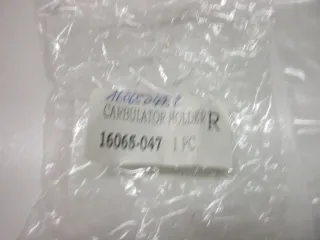 CARBULATOR HOLDER R
16065-047 1 PC